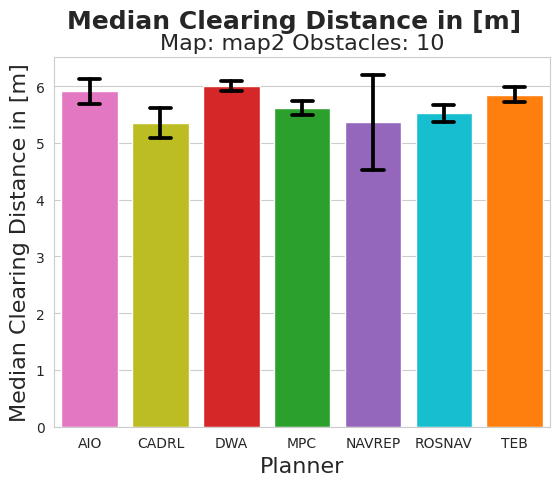 Median Clearing Distance in [m]
Map: map2 Obstacles: 10
Median Clearing Distance in [m]
6
5
4
3
2
1
0
AIO CADRL DWA MPC NAVREP ROSNAV TEB
Planner